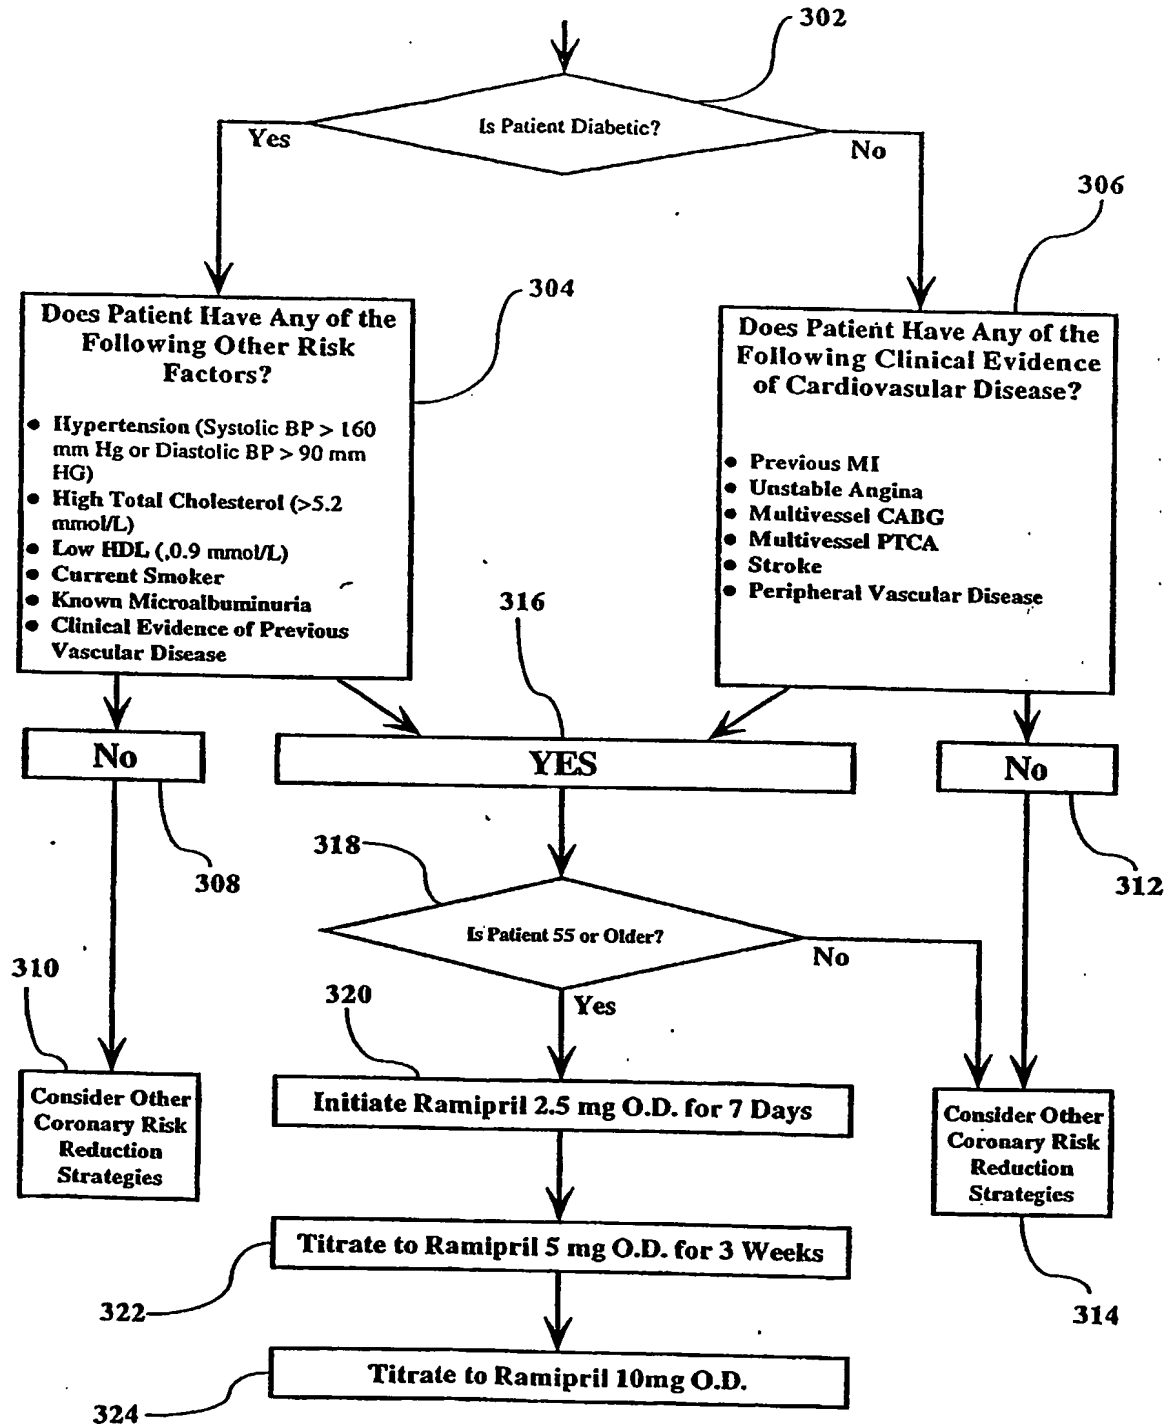 302
Is Patient Diabetic?
Yes
No
306
304
Does Patient Have Any of the
Following Other Risk
Factors?
● Hypertension (Systolic BP > 160
mm Hg or Diastolic BP > 90 mm
HG)
● High Total Cholesterol (>5.2
mmol/L)
● Low HDL (,0.9 mmol/L)
● Current Smoker
● Known Microalbuminuria
● Clinical Evidence of Previous
Vascular Disease
Does Patient Have Any of the
Following Clinical Evidence
of Cardiovasular Disease?
● Previous MI
● Unstable Angina
● Multivessel CABG
● Multivessel PTCA
● Stroke
● Peripheral Vascular Disease
316
No
YES
No
308
318
312
Is Patient 55 or Older?
No
Yes
310
320
Consider Other
Coronary Risk
Reduction
Strategies
Initiate Ramipril 2.5 mg O.D. for 7 Days
Consider Other
Coronary Risk
Reduction
Strategies
Titrate to Ramipril 5 mg O.D. for 3 Weeks
322
314
Titrate to Ramipril 10mg O.D.
324